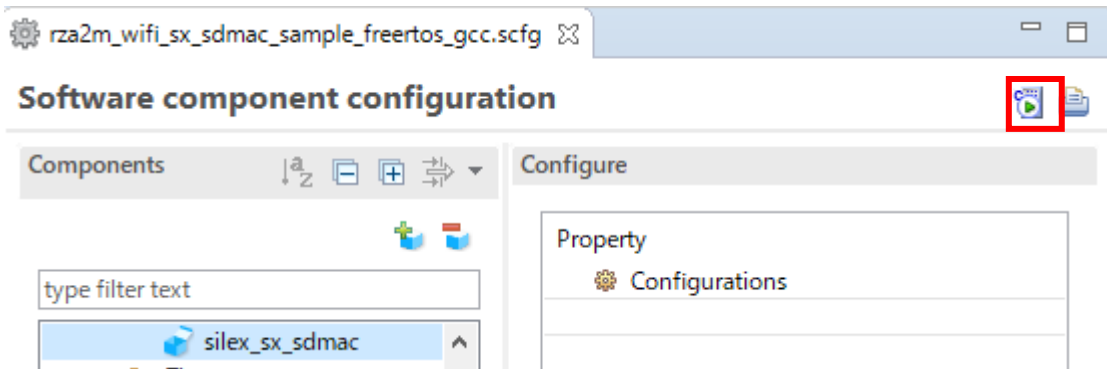 rza2m_wifi_sx_sdmac_sample_freertos_gcc.scfg
Software component configuration
Components
Configure
Property
Configurations
type filter text
silex_sx_sdmac